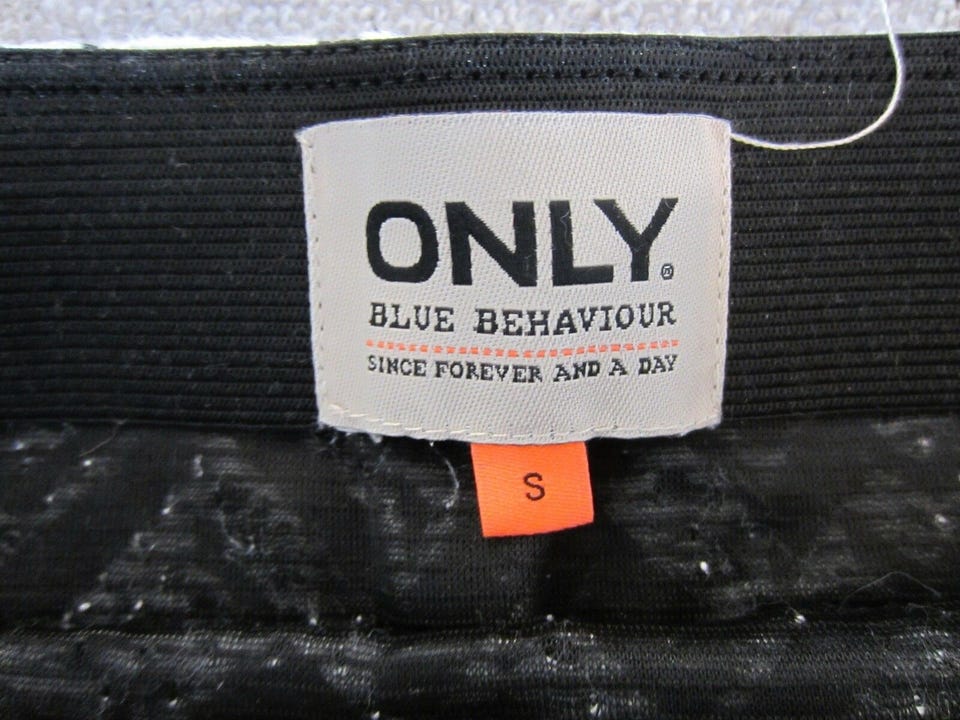 ONLY®
BLUE BEHAVIOUR
SINCE FOREVER AND A DAY
S